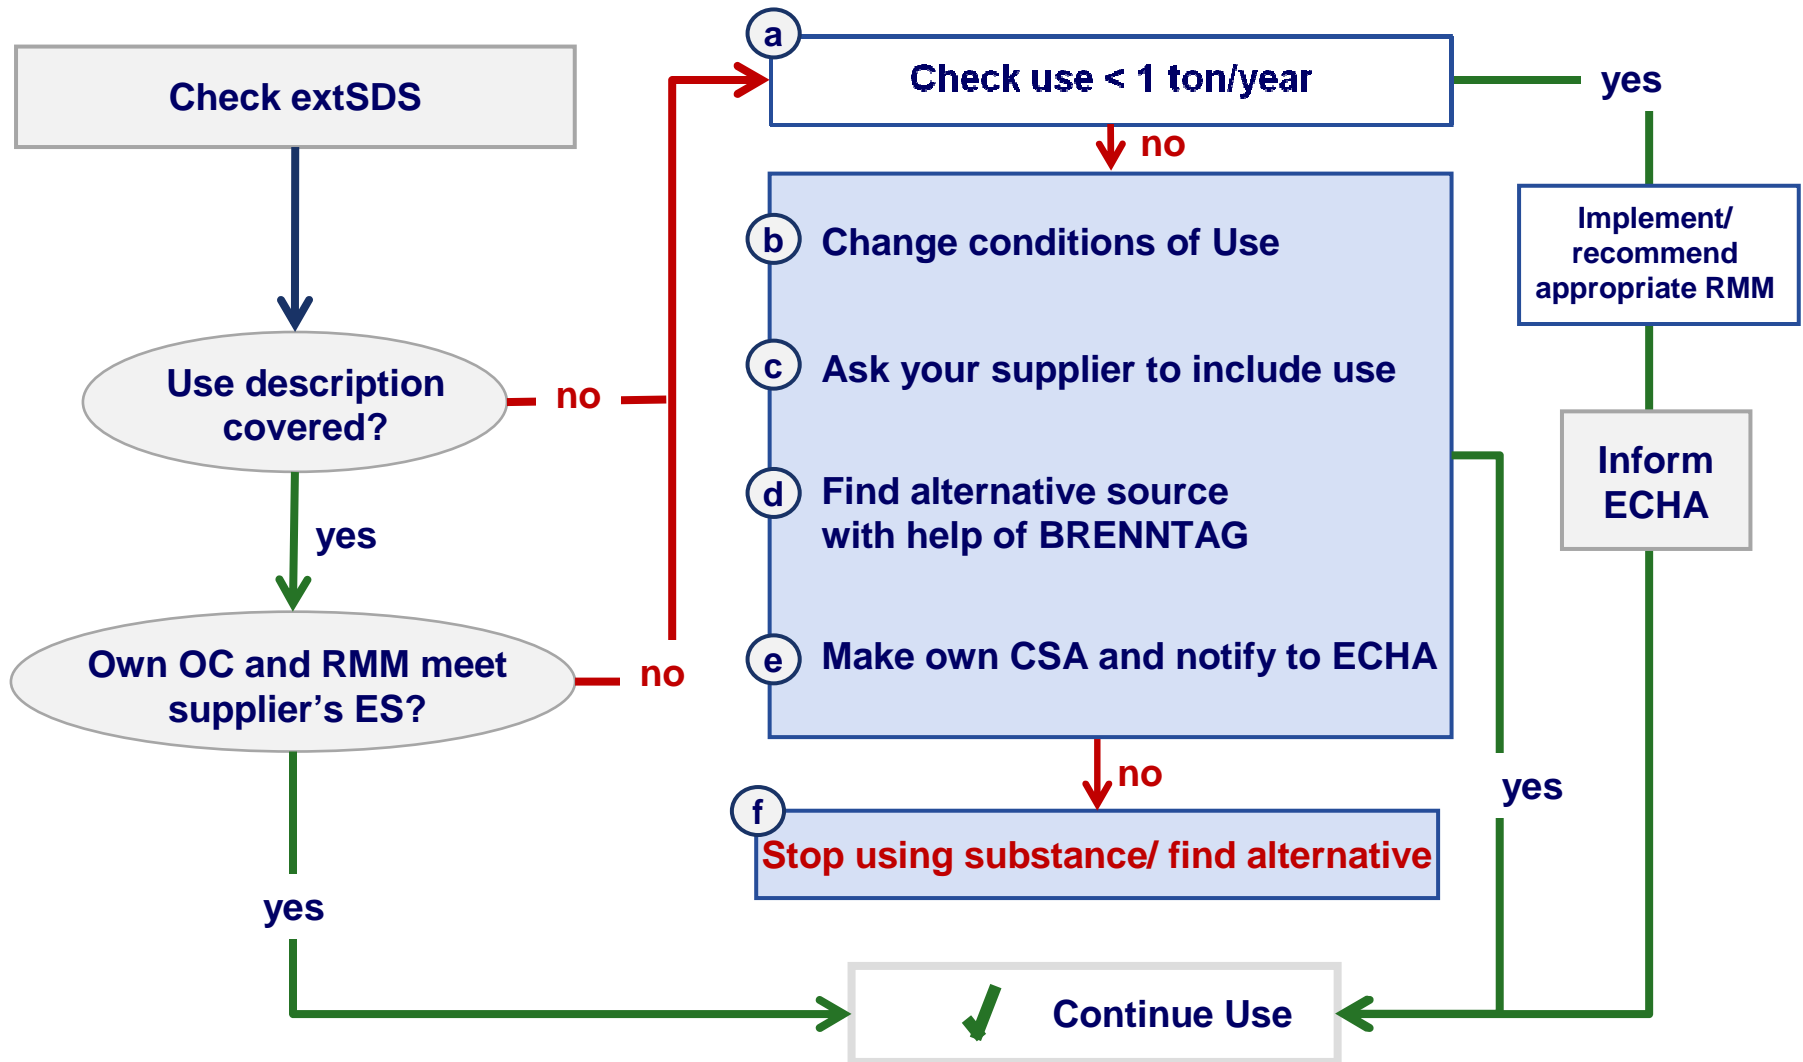 Check extSDS
Use description
covered?
no
yes
Own OC and RMM meet
supplier’s ES?
no
yes
a
Check use < 1 ton/year
yes
no
Implement/
recommend
appropriate RMM
Inform
ECHA
b Change conditions of Use
c Ask your supplier to include use
d Find alternative source
with help of BRENNTAG
e Make own CSA and notify to ECHA
no
yes
f
Stop using substance/ find alternative
Continue Use